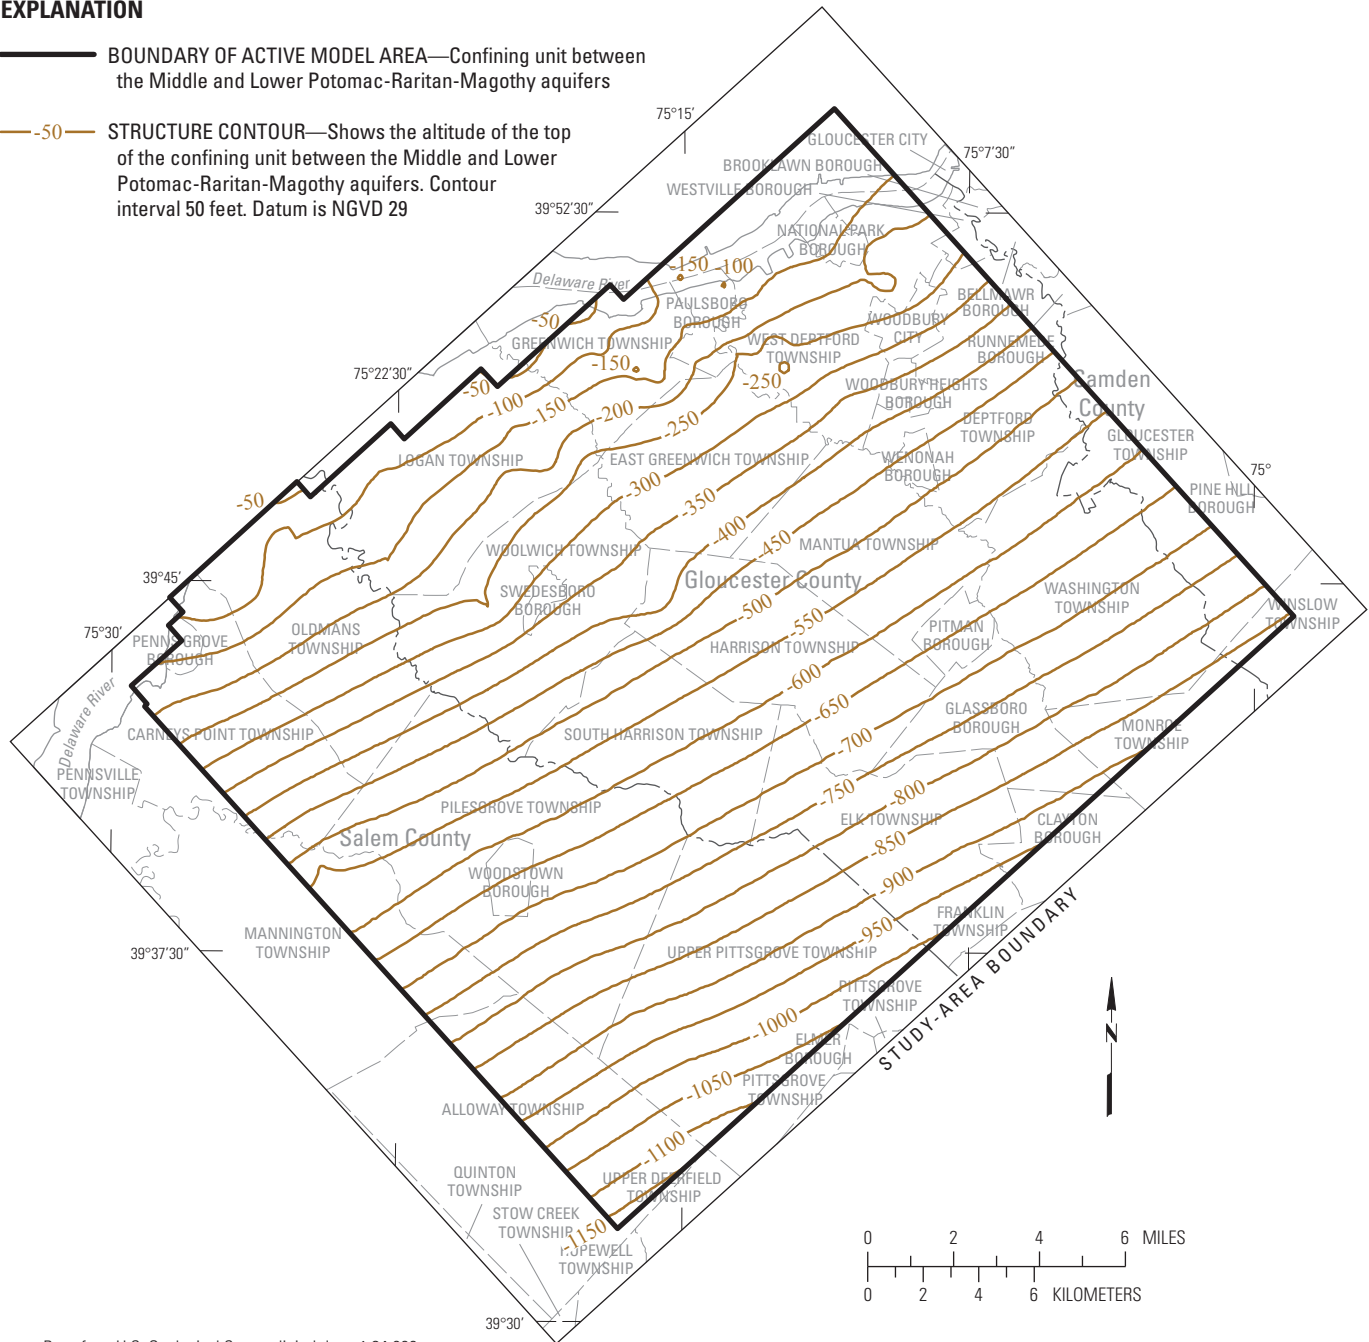 EXPLANATION
BOUNDARY OF ACTIVE MODEL AREA—Confining unit between
the Middle and Lower Potomac-Raritan-Magothy aquifers
-50
STRUCTURE CONTOUR—Shows the altitude of the top
of the confining unit between the Middle and Lower
Potomac-Raritan-Magothy aquifers. Contour
interval 50 feet. Datum is NGVD 29
75°15’
75°7’30”
39°52’30”
75°22’30”
75°
39°45’
75°30’
39°37’30”
39°30’
GLOUCESTER CITY
BROOKLAWN BOROUGH
WESTVILLE BOROUGH
NATIONAL PARK
BOROUGH
Delaware River
-150
-100
PAULSBORO
BOROUGH
BELLMAWR
BOROUGH
-50
GREENWICH TOWNSHIP
WEST DEPTFORD
TOWNSHIP
WOODBURY
CITY
RUNNEMEDE
BOROUGH
-150
-250
WOODBURY HEIGHTS
BOROUGH
Camden
County
-50
-100
-150
-200
-250
DEPTFORD
TOWNSHIP
GLOUCESTER
TOWNSHIP
LOGAN TOWNSHIP
EAST GREENWICH TOWNSHIP
WENONAH
BOROUGH
PINE HILL
BOROUGH
-50
-300
-350
-400
-450
WOOLWICH TOWNSHIP
MANTUA TOWNSHIP
Gloucester County
SWEDESBORO
BOROUGH
WASHINGTON
TOWNSHIP
WINSLOW
TOWNSHIP
-500
-550
PENNS GROVE
BOROUGH
OLDMANS
TOWNSHIP
HARRISON TOWNSHIP
PITMAN
BOROUGH
-600
-650
Delaware River
CARNEYS POINT TOWNSHIP
SOUTH HARRISON TOWNSHIP
-700
GLASSBORO
BOROUGH
MONROE
TOWNSHIP
PENNSVILLE
TOWNSHIP
-750
-800
PILESGROVE TOWNSHIP
ELK TOWNSHIP
CLAYTON
BOROUGH
Salem County
-850
WOODSTOWN
BOROUGH
-900
MANNINGTON
TOWNSHIP
-950
FRANKLIN
TOWNSHIP
UPPER PITTSGROVE TOWNSHIP
PITTSGROVE
TOWNSHIP
STUDY-AREA BOUNDARY
-1000
ELMER
BOROUGH
N
-1050
PITTSGROVE
TOWNSHIP
ALLOWAY TOWNSHIP
-1100
QUINTON
TOWNSHIP
UPPER DEERFIELD
TOWNSHIP
STOW CREEK
TOWNSHIP
-1150
HOPEWELL
TOWNSHIP
0 2 4 6 MILES
0 2 4 6 KILOMETERS